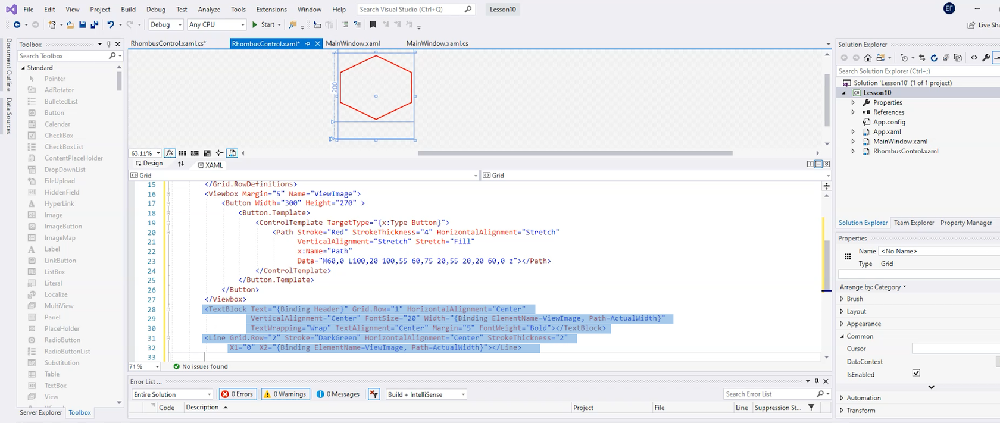 File Edit View Project Build Debug Test Analyze Tools Extensions Window Help Search Visual Studio (Ctrl+Q) Lesson10 ЕГ
Debug Any CPU Start Live Sha
Document Outline
Data Sources
Toolbox
Search Toolbox
Standard
Pointer
AdRotator
BulletedList
Button
Calendar
CheckBox
CheckBoxList
ContentPlaceHolder
DropDownList
FileUpload
HiddenField
HyperLink
Image
ImageButton
ImageMap
Label
LinkButton
ListBox
Literal
Localize
MultiView
Panel
PlaceHolder
RadioButton
RadioButtonList
Substitution
Table
TextBox
View
Server Explorer Toolbox
RhombusControl.xaml.cs* RhombusControl.xaml* MainWindow.xaml MainWindow.xaml.cs
200
63.11% fx
Design XAML
Grid Grid
15 </Grid.RowDefinitions>
16 <Viewbox Margin="5" Name="ViewImage">
17 <Button Width="300" Height="270" >
18 <Button.Template>
19 <ControlTemplate TargetType="{x:Type Button}">
20 <Path Stroke="Red" StrokeThickness="4" HorizontalAlignment="Stretch"
21 VerticalAlignment="Stretch" Stretch="Fill"
22 x:Name="Path"
23 Data="M60,0 L100,20 100,55 60,75 20,55 20,20 60,0 z"></Path>
24 </ControlTemplate>
25 </Button.Template>
26 </Button>
27 </Viewbox>
28 <TextBlock Text="{Binding Header}" Grid.Row="1" HorizontalAlignment="Center"
29 VerticalAlignment="Center" FontSize="20" Width="{Binding ElementName=ViewImage, Path=ActualWidth}"
30 TextWrapping="Wrap" TextAlignment="Center" Margin="5" FontWeight="Bold"></TextBlock>
31 <Line Grid.Row="2" Stroke="DarkGreen" HorizontalAlignment="Center" StrokeThickness="2"
32 X1="0" X2="{Binding ElementName=ViewImage, Path=ActualWidth}"></Line>
33
71 % No issues found
Error List ...
Entire Solution 0 Errors 0 Warnings 0 Messages Build + IntelliSense Search Error List
Code Description Project File Line Suppression St...
Solution Explorer
Search Solution Explorer (Ctrl+;)
Solution 'Lesson10' (1 of 1 project)
C# Lesson10
Properties
References
App.config
App.xaml
MainWindow.xaml
RhombusControl.xaml
Solution Explorer Team Explorer Property Manager
Properties
Name <No Name>
Type Grid
Arrange by: Category
Brush
Layout
Appearance
Common
Cursor
DataContext
IsEnabled
Automation
Transform